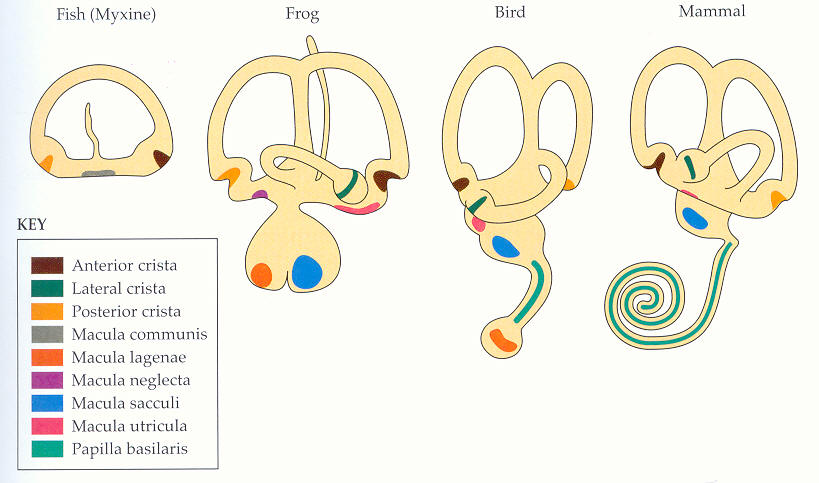 Fish (Myxine)
Frog
Bird
Mammal
KEY
Anterior crista
Lateral crista
Posterior crista
Macula communis
Macula lagenae
Macula neglecta
Macula sacculi
Macula utricula
Papilla basilaris